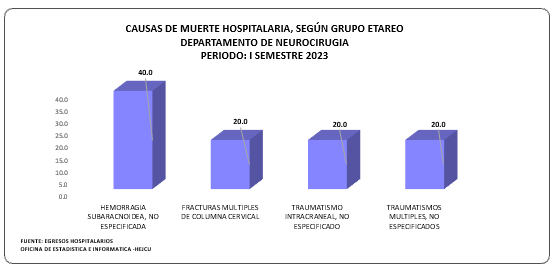 CAUSAS DE MUERTE HOSPITALARIA, SEGÚN GRUPO ETAREO
DEPARTAMENTO DE NEUROCIRUGIA
PERIODO: I SEMESTRE 2023
40.0
20.0
20.0
20.0
40.0
35.0
30.0
25.0
20.0
15.0
10.0
5.0
0.0
HEMORRAGIA
SUBARACNOIDEA, NO
ESPECIFICADA
FRACTURAS MULTIPLES
DE COLUMNA CERVICAL
TRAUMATISMO
INTRACRANEAL, NO
ESPECIFICADO
TRAUMATISMOS
MULTIPLES, NO
ESPECIFICADOS
FUENTE: EGRESOS HOSPITALARIOS
OFICINA DE ESTADISTICA E INFORMATICA -HEJCU